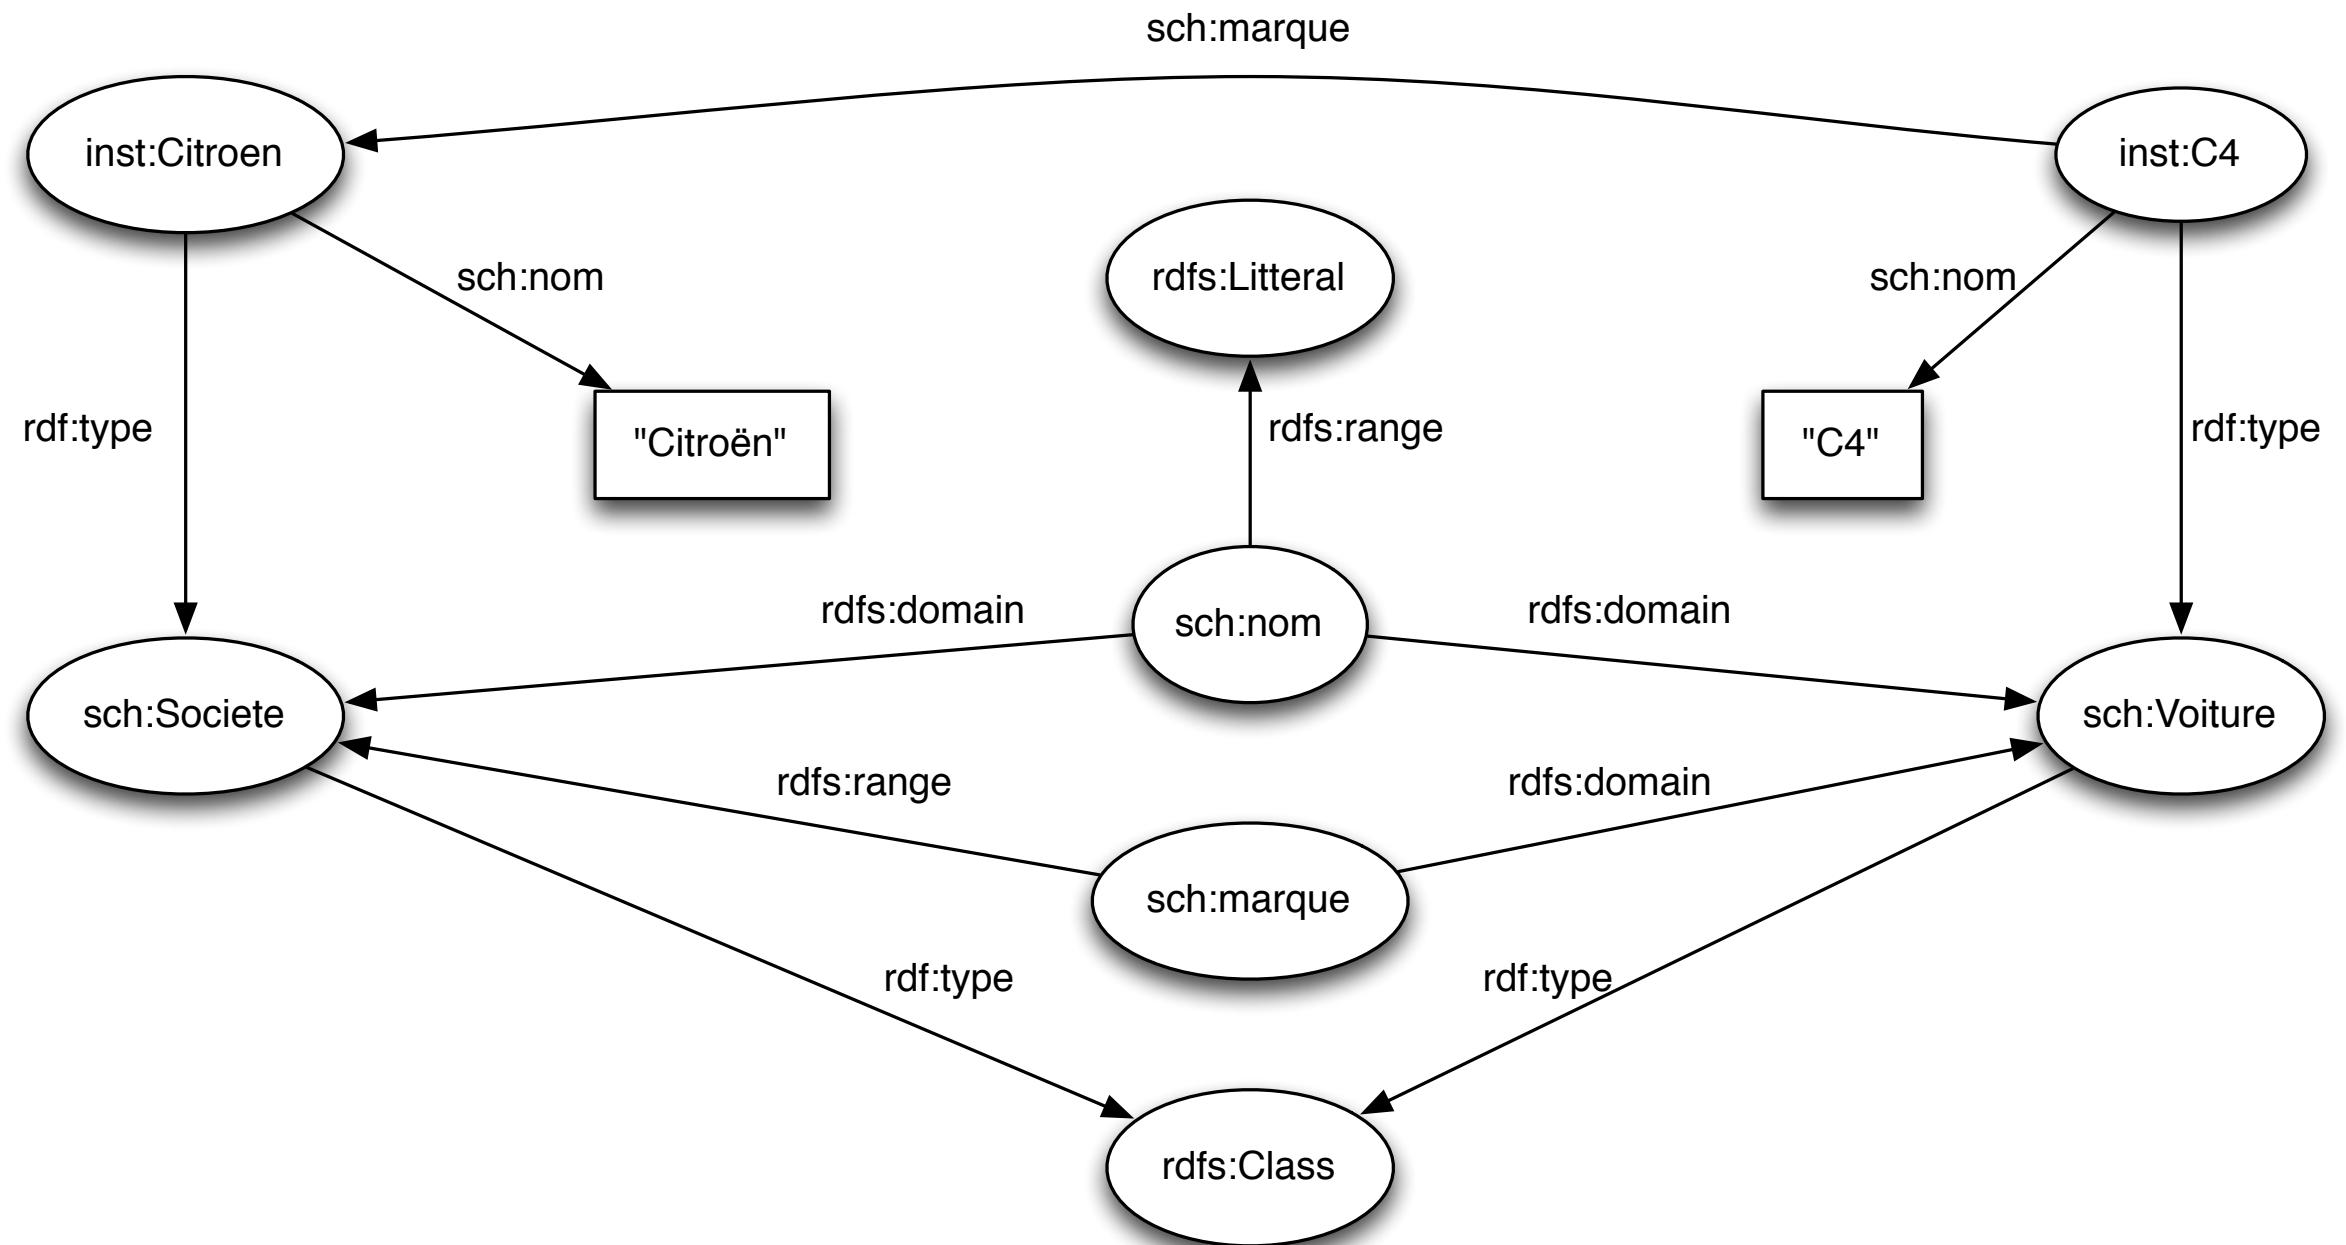 sch:marque
inst:Citroen
inst:C4
rdfs:Litteral
sch:nom
sch:nom
rdf:type
"Citroën"
rdfs:range
"C4"
rdf:type
rdfs:domain
sch:nom
rdfs:domain
sch:Societe
sch:Voiture
rdfs:range
rdfs:domain
sch:marque
rdf:type
rdf:type
rdfs:Class